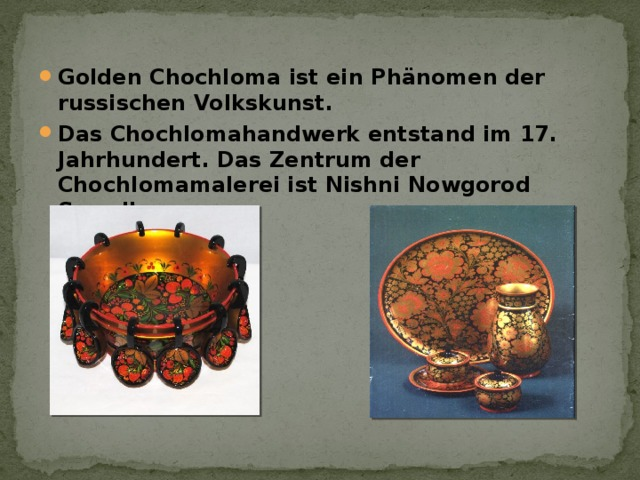 Golden Chochloma ist ein Phänomen der
russischen Volkskunst.
Das Chochlomahandwerk entstand im 17.
Jahrhundert. Das Zentrum der
Chochlomamalerei ist Nishni Nowgorod